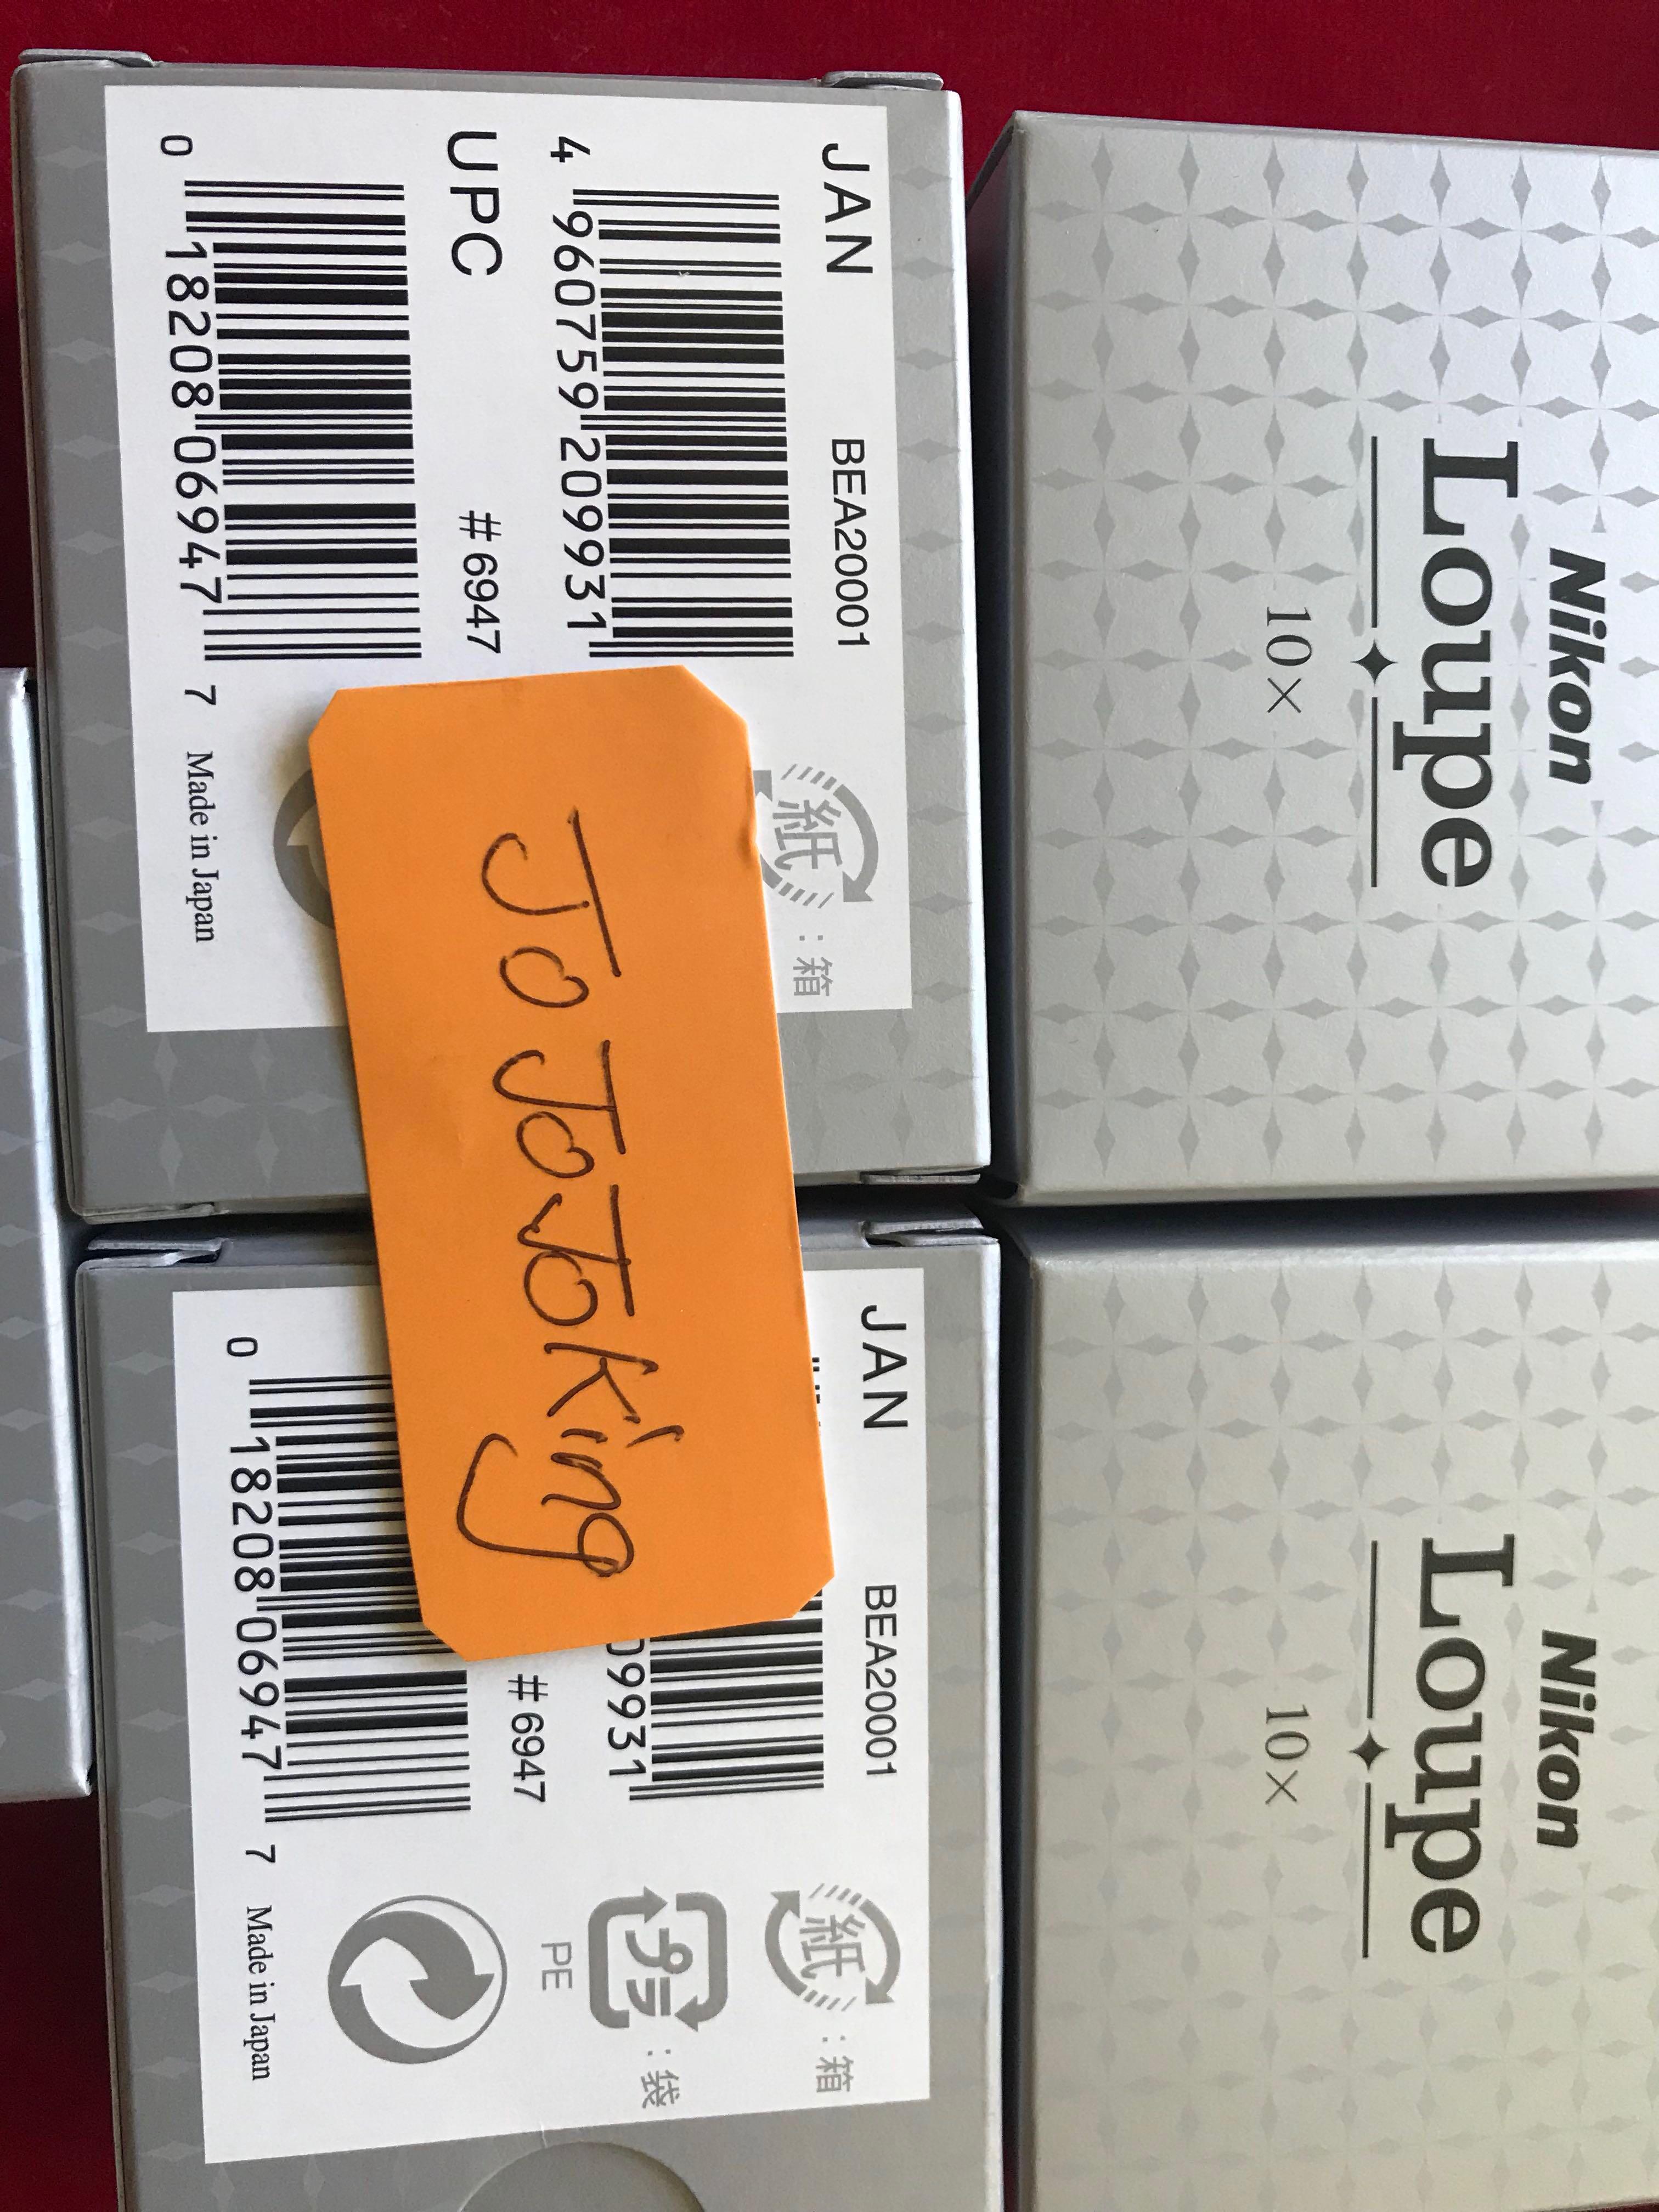 Nikon
Loupe
10×
Nikon
Loupe
10×
JAN BEA20001
4 960759 209931
UPC #6947
0 18208 06947 7
Made in Japan
紙 : 箱
JoJoJoking
JAN BEA20001
09931
#6947
0 18208 06947 7
Made in Japan
紙 : 箱
プラ : 袋
PE